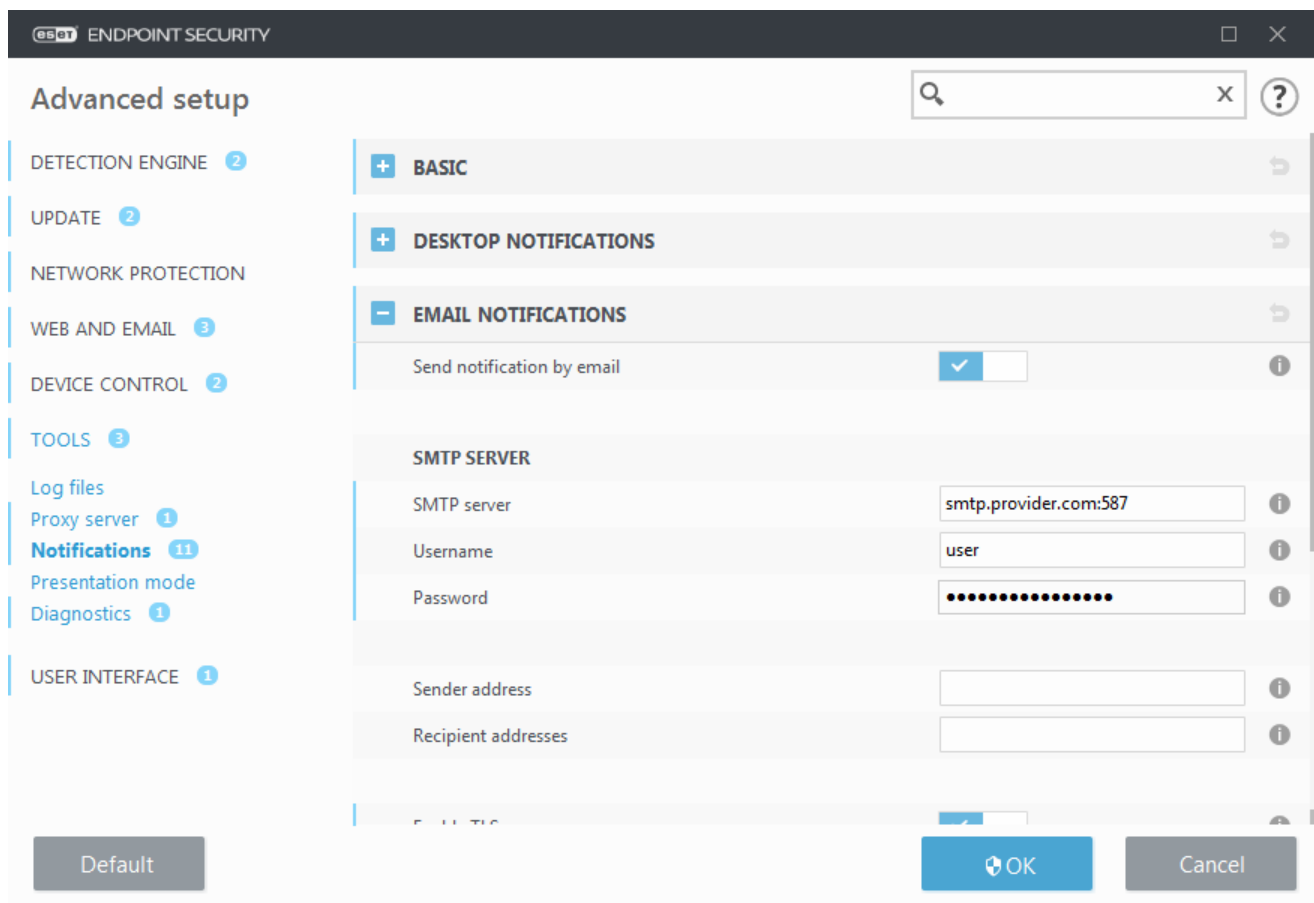 eset ENDPOINT SECURITY
Advanced setup
x
?
DETECTION ENGINE 2
UPDATE 2
NETWORK PROTECTION
WEB AND EMAIL 3
DEVICE CONTROL 2
TOOLS 3
Log files
Proxy server 1
Notifications 11
Presentation mode
Diagnostics 1
USER INTERFACE 1
BASIC
DESKTOP NOTIFICATIONS
EMAIL NOTIFICATIONS
Send notification by email
SMTP SERVER
SMTP server smtp.provider.com:587
Username user
Password ••••••••••••••••
Sender address
Recipient addresses
Default
OK
Cancel